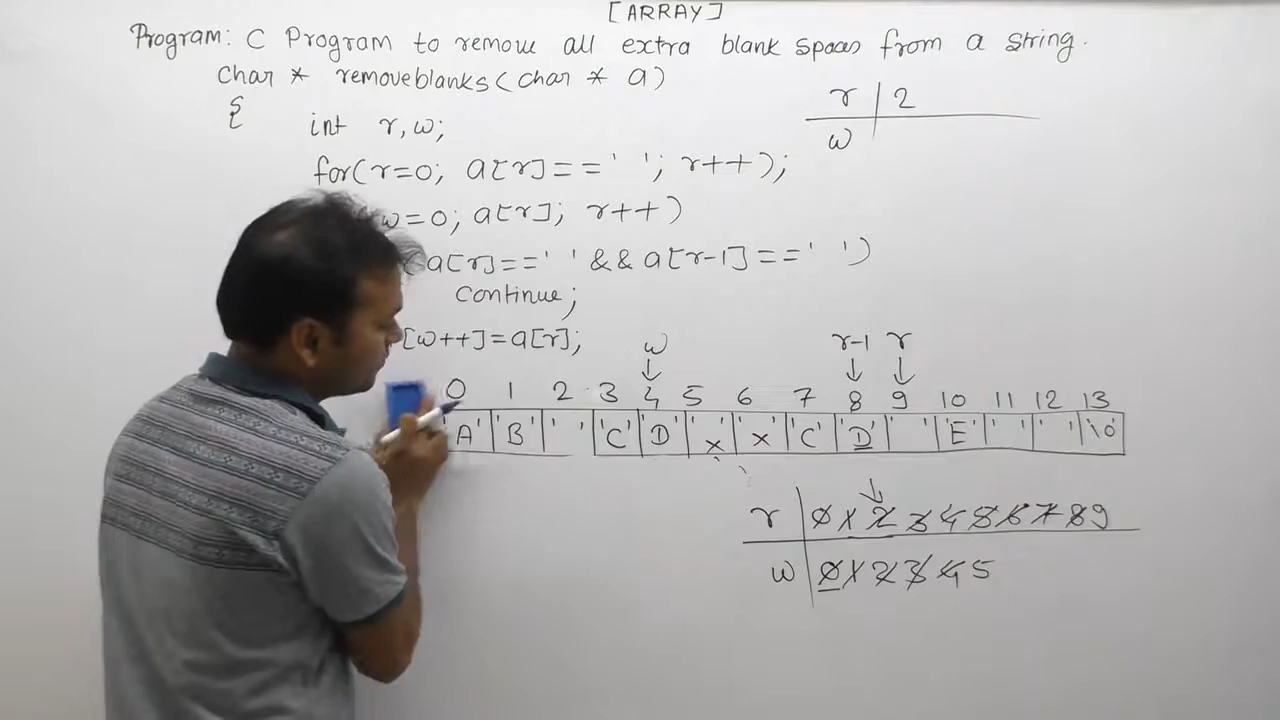 [ARRAY]
Program: C Program to remove all extra blank spaces from a string.
Char * removeblanks(char * a)
{
int r,w;
r | 2
w
for(r=0; a[r]==' '; r++);
w=0; a[r]; r++)
a[r]==' ' && a[r-1]==' ')
Continue;
[w++]=a[r];
w r-1 r
0 1 2 3 4 5 6 7 8 9 10 11 12 13
'A' 'B' ' ' 'C' 'D' ' x ' ' x ' 'C' 'D' ' ' 'E' ' ' ' ' '\0'
r | 0 1 2 3 4 5 6 7 8 9
w | 0 1 2 3 4 5